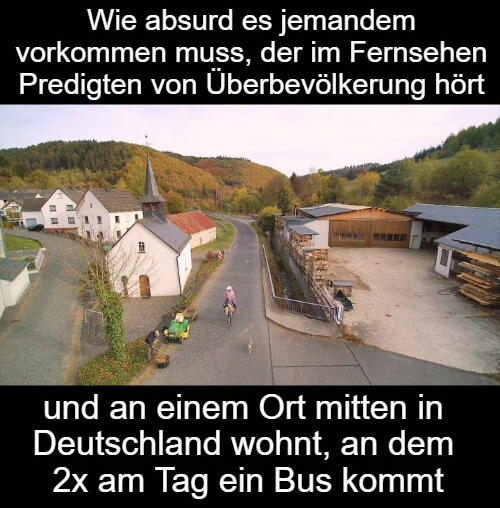 Wie absurd es jemandem
vorkommen muss, der im Fernsehen
Predigten von Überbevölkerung hört
und an einem Ort mitten in
Deutschland wohnt, an dem
2x am Tag ein Bus kommt